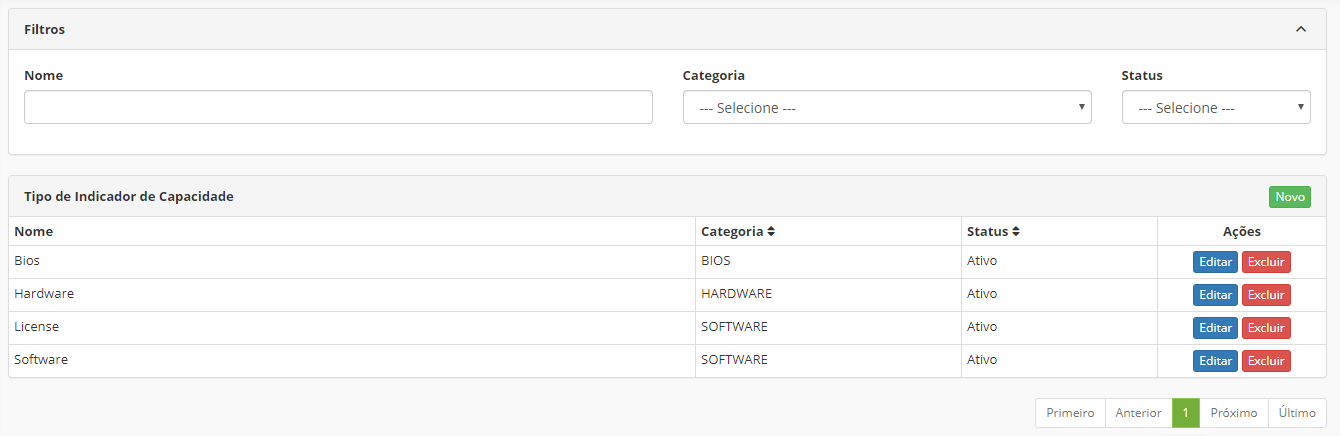 Filtros
Nome Categoria Status
--- Selecione --- --- Selecione ---
Tipo de Indicador de Capacidade Novo
Nome Categoria Status Ações
Bios BIOS Ativo Editar Excluir
Hardware HARDWARE Ativo Editar Excluir
License SOFTWARE Ativo Editar Excluir
Software SOFTWARE Ativo Editar Excluir
Primeiro Anterior 1 Próximo Último